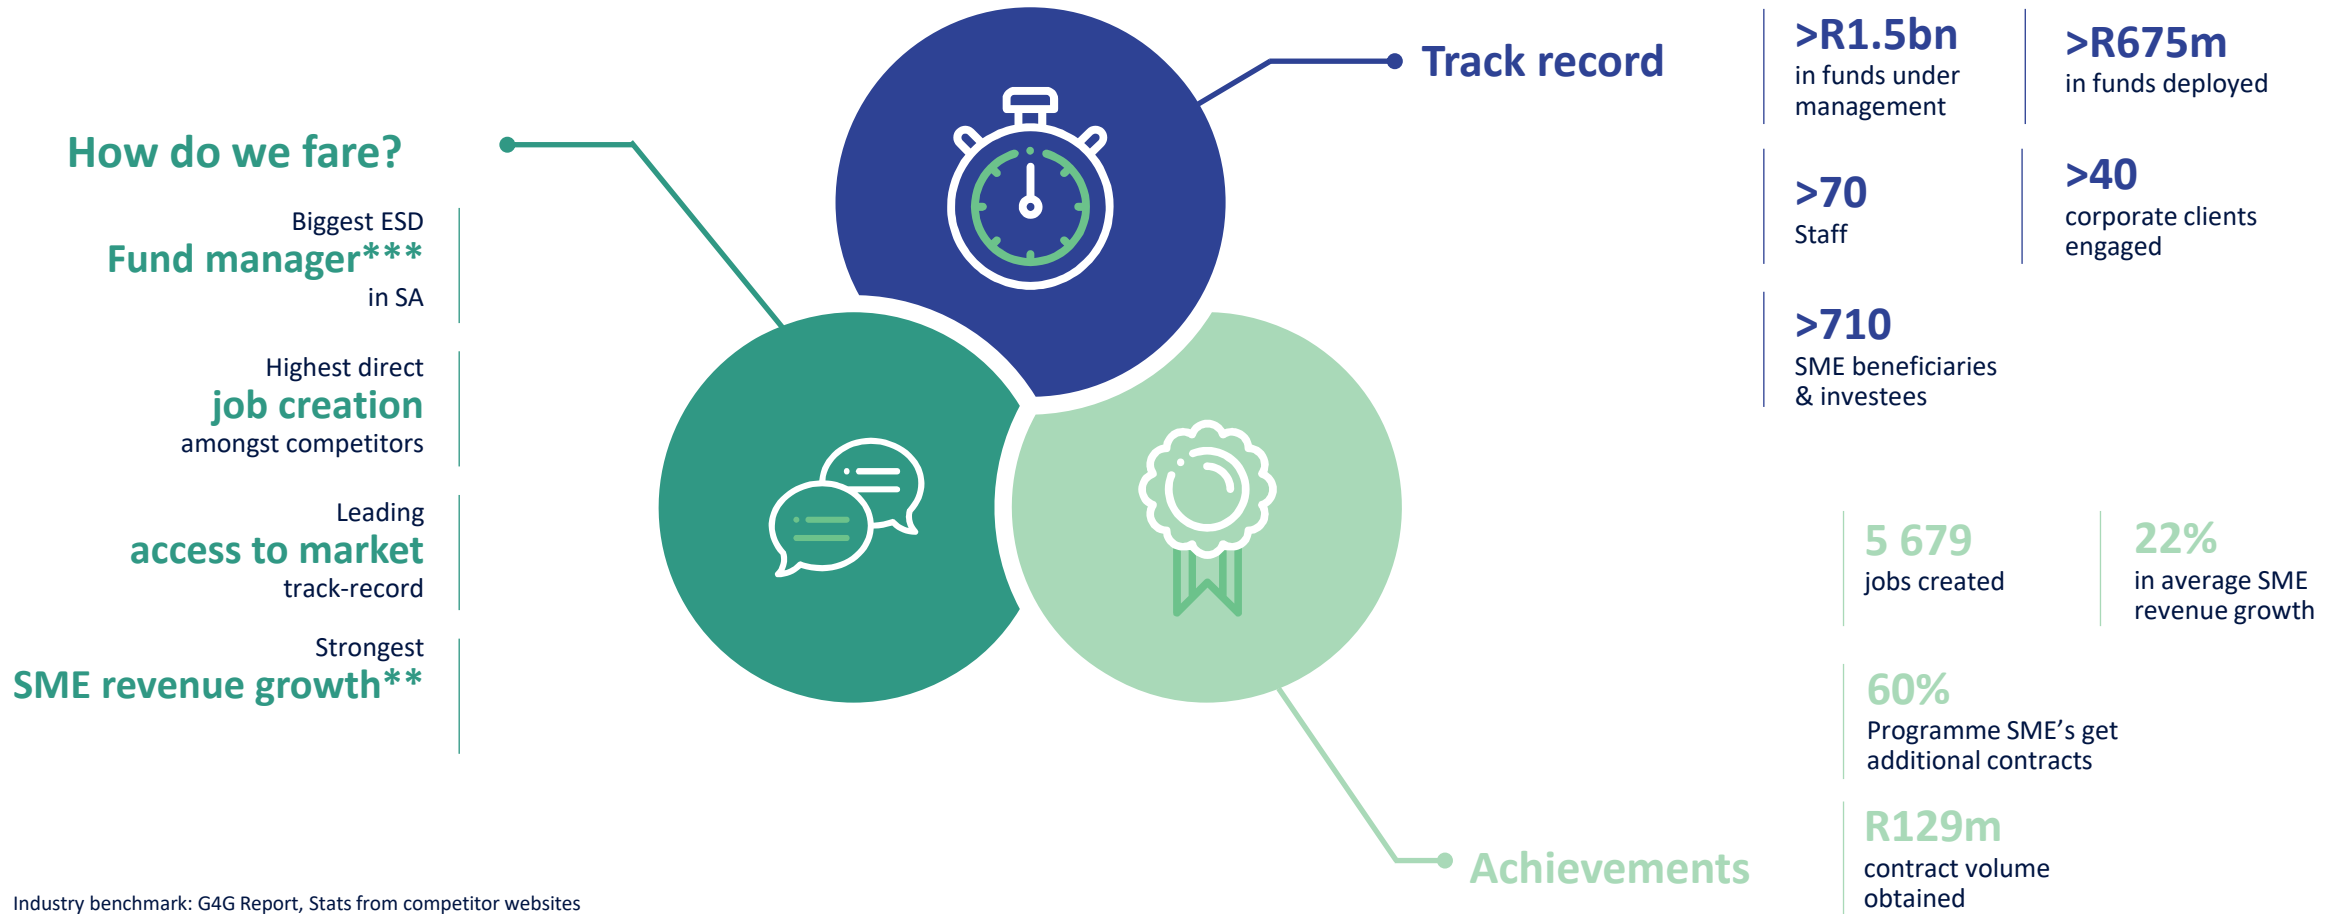 How do we fare?
Biggest ESD
Fund manager***
in SA
Highest direct
job creation
amongst competitors
Leading
access to market
track-record
Strongest
SME revenue growth**
Track record
>R1.5bn
in funds under
management
>R675m
in funds deployed
>70
Staff
>40
corporate clients
engaged
>710
SME beneficiaries
& investees
Achievements
5 679
jobs created
22%
in average SME
revenue growth
60%
Programme SME’s get
additional contracts
R129m
contract volume
obtained
Industry benchmark: G4G Report, Stats from competitor websites